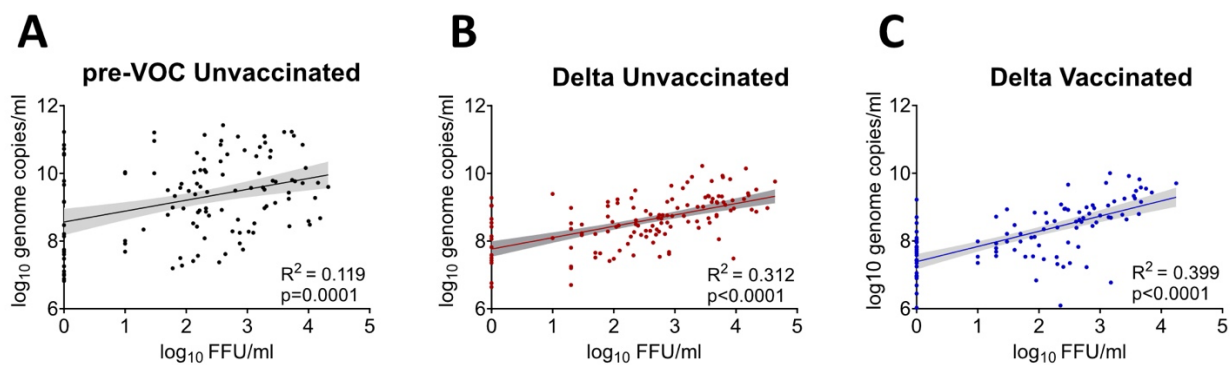 A
pre-VOC Unvaccinated
log10 genome copies/ml
12
10
8
6
0
1
2
3
4
5
R2 = 0.119
p=0.0001
log10 FFU/ml
B
Delta Unvaccinated
log10 genome copies/ml
12
10
8
6
0
1
2
3
4
5
R2 = 0.312
p<0.0001
log10 FFU/ml
C
Delta Vaccinated
log10 genome copies/ml
12
10
8
6
0
1
2
3
4
5
R2 = 0.399
p<0.0001
log10 FFU/ml